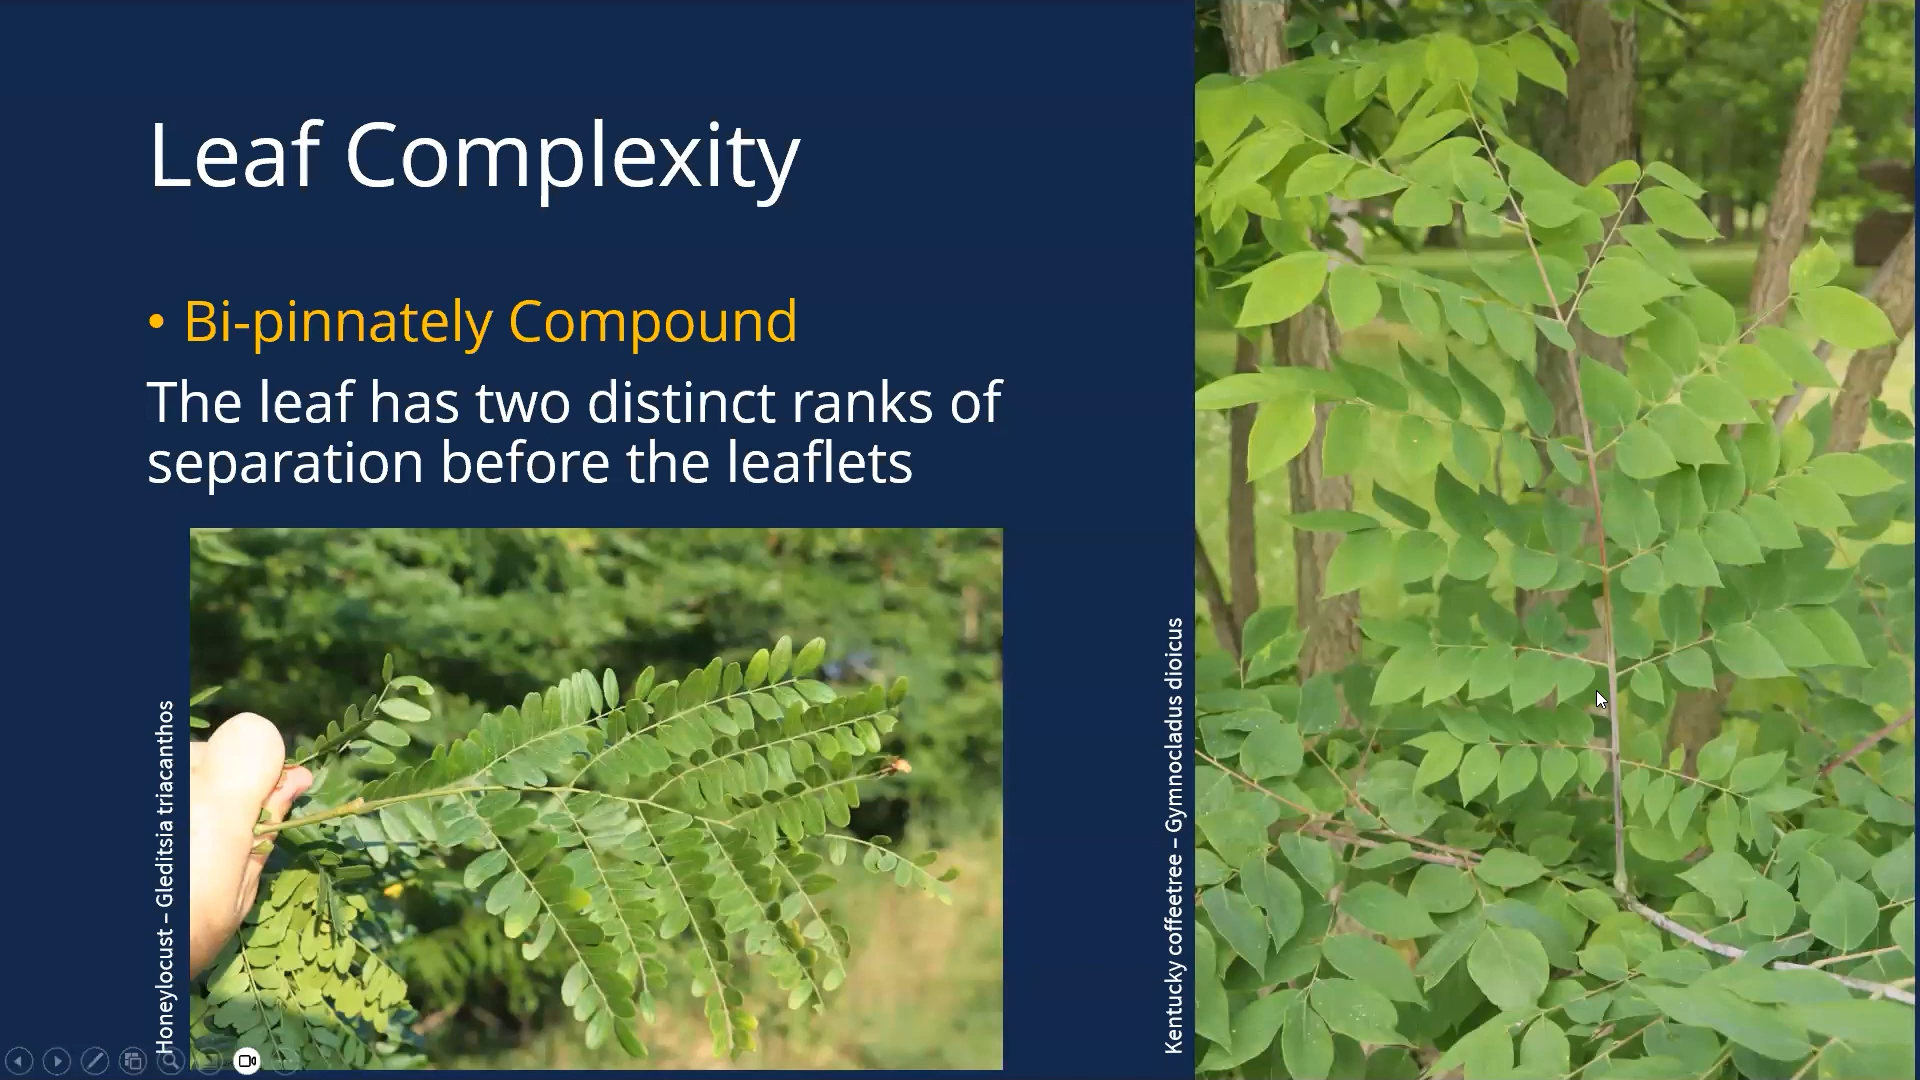 Leaf Complexity
• Bi-pinnately Compound
The leaf has two distinct ranks of
separation before the leaflets
Honeylocust – Gleditsia triacanthos
Kentucky coffeetree – Gymnocladus dioicus